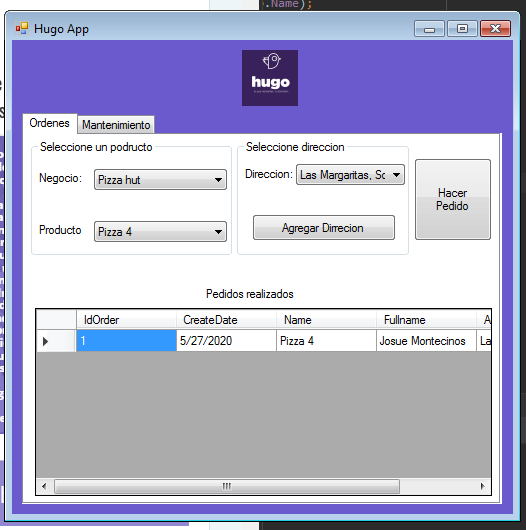 .Name);
Hugo App
hugo
Ordenes
Mantenimiento
Seleccione un podructo
Negocio:
Pizza hut
Producto
Pizza 4
Seleccione direccion
Direccion:
Las Margaritas, Sc
Agregar Dirrecion
Hacer
Pedido
Pedidos realizados
IdOrder CreateDate Name Fullname A
1 5/27/2020 Pizza 4 Josue Montecinos La